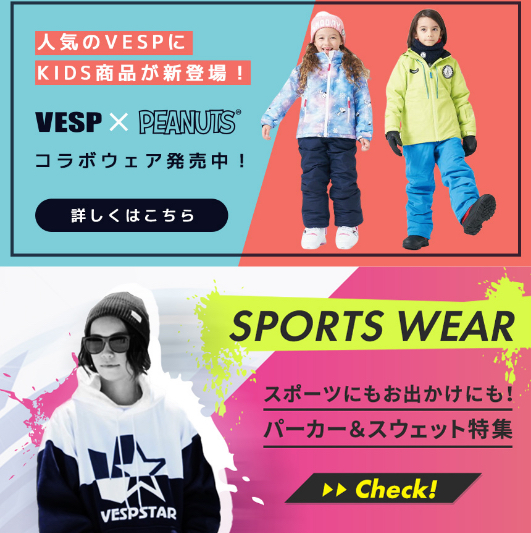 人気のVESPに
KIDS商品が新登場！
VESP × PEANUTS®
コラボウェア発売中！
詳しくはこちら
SPORTS WEAR
スポーツにもお出かけにも!
パーカー＆スウェット特集
Check!
VESPSTAR